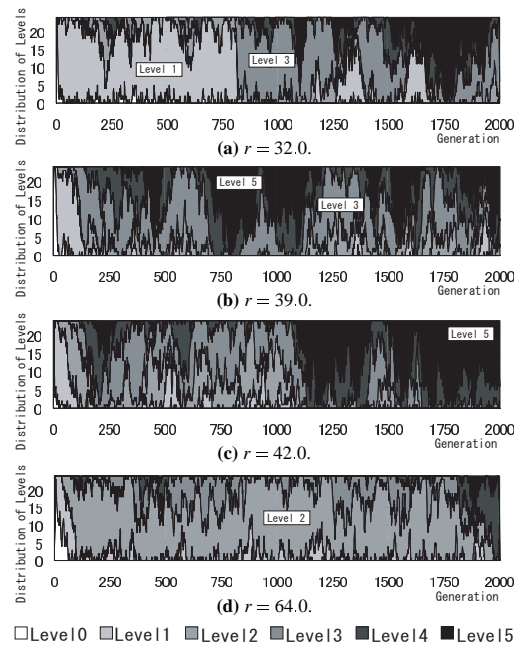 Distribution of Levels
20
15
10
5
0
Level 1
Level 3
0 250 500 750 1000 1250 1500 1750 2000
Generation
(a) r = 32.0.
Distribution of Levels
20
15
10
5
0
Level 5
Level 3
0 250 500 750 1000 1250 1500 1750 2000
Generation
(b) r = 39.0.
Distribution of Levels
20
15
10
5
0
Level 5
0 250 500 750 1000 1250 1500 1750 2000
Generation
(c) r = 42.0.
Distribution of Levels
20
15
10
5
0
Level 2
0 250 500 750 1000 1250 1500 1750 2000
Generation
(d) r = 64.0.
Level0 Level1 Level2 Level3 Level4 Level5